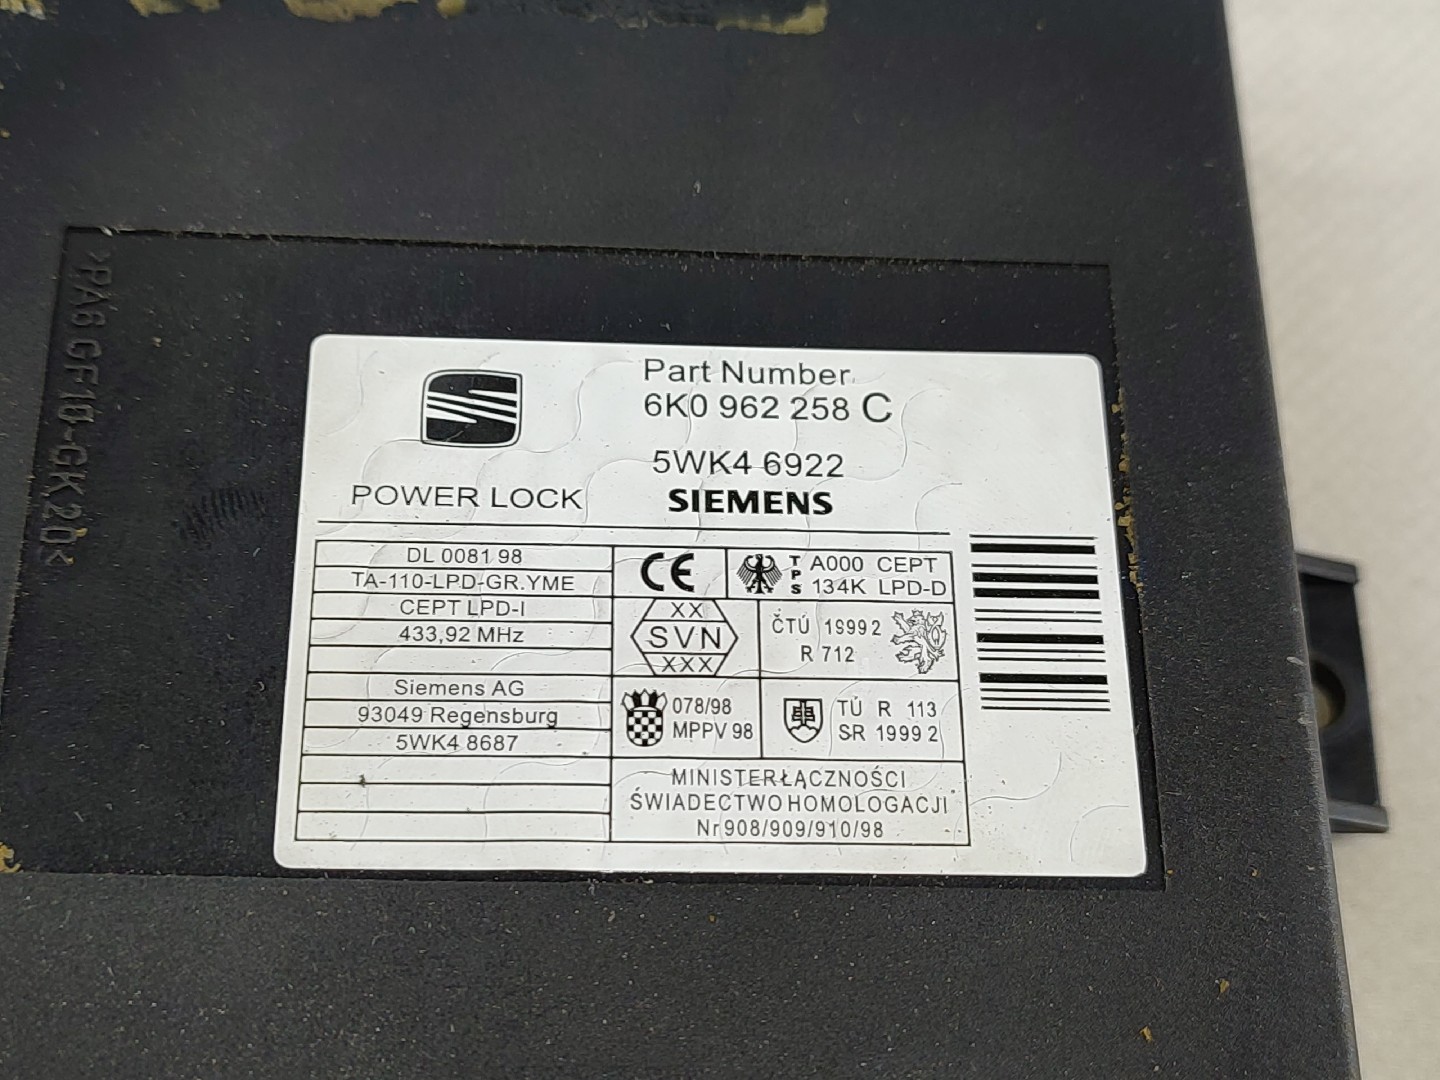 >PA6 GF10-GK20<
Part Number
6K0 962 258 C
5WK4 6922
POWER LOCK
SIEMENS
DL 0081 98
TA-110-LPD-GR.YME
CEPT LPD-I
433,92 MHz
Siemens AG
93049 Regensburg
5WK4 8687
CE
TPS
A000 CEPT
134K LPD-D
XX
SVN
XXX
ČTÚ 1999 2
R 712
078/98
MPPV 98
TÚ R 113
SR 1999 2
MINISTER ŁĄCZNOŚCI
ŚWIADECTWO HOMOLOGACJI
Nr 908/909/910/98